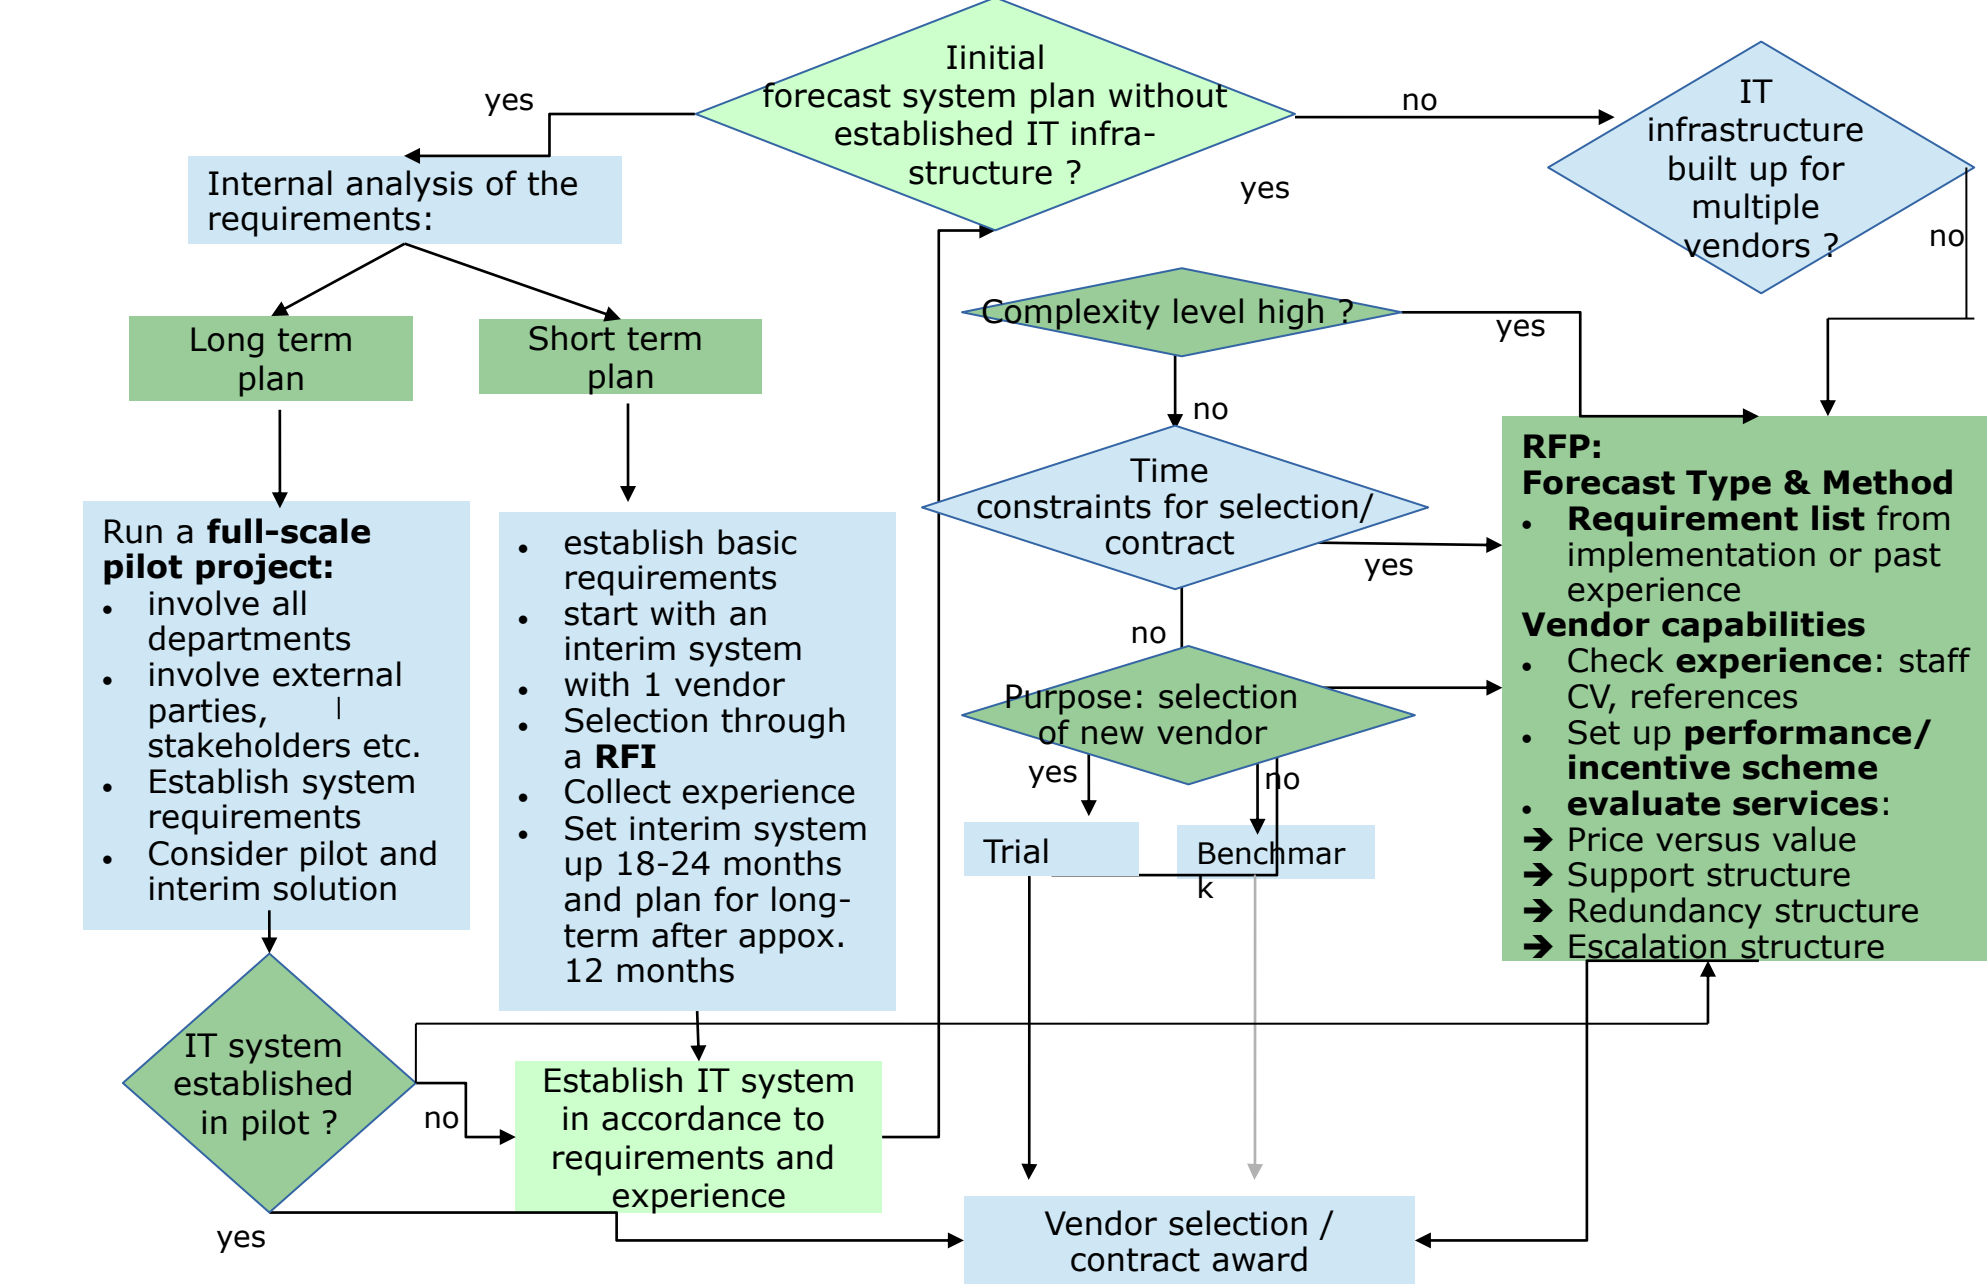 Iinitial
forecast system plan without
established IT infra-
structure ?
yes
no
IT
infrastructure
built up for
multiple
vendors ?
yes
no
Internal analysis of the
requirements:
Long term
plan
Short term
plan
Complexity level high ?
yes
no
Time
constraints for selection/
contract
yes
no
Purpose: selection
of new vendor
yes
no
Trial
Benchmar
k
Run a full-scale
pilot project:
• involve all
departments
• involve external
parties,
stakeholders etc.
• Establish system
requirements
• Consider pilot and
interim solution
• establish basic
requirements
• start with an
interim system
• with 1 vendor
• Selection through
a RFI
• Collect experience
• Set interim system
up 18-24 months
and plan for long-
term after appox.
12 months
RFP:
Forecast Type & Method
• Requirement list from
implementation or past
experience
Vendor capabilities
• Check experience: staff
CV, references
• Set up performance/
incentive scheme
• evaluate services:
➔ Price versus value
➔ Support structure
➔ Redundancy structure
➔ Escalation structure
IT system
established
in pilot ?
no
yes
Establish IT system
in accordance to
requirements and
experience
Vendor selection /
contract award